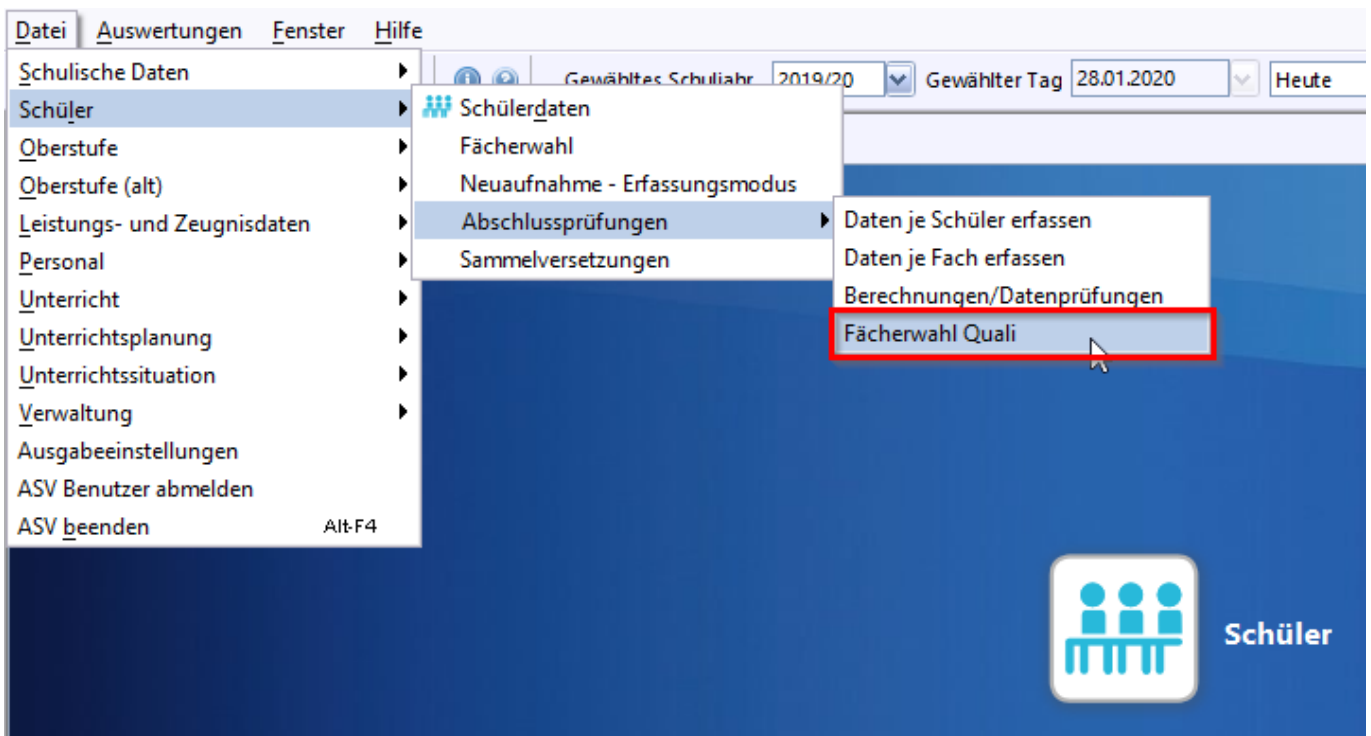 Datei Auswertungen Fenster Hilfe
Gewähltes Schuljahr 2019/20 Gewählter Tag 28.01.2020 Heute
Schulische Daten
Schüler
Oberstufe
Oberstufe (alt)
Leistungs- und Zeugnisdaten
Personal
Unterricht
Unterrichtsplanung
Unterrichtssituation
Verwaltung
Ausgabeeinstellungen
ASV Benutzer abmelden
ASV beenden Alt-F4
Schülerdaten
Fächerwahl
Neuaufnahme - Erfassungsmodus
Abschlussprüfungen
Sammelversetzungen
Daten je Schüler erfassen
Daten je Fach erfassen
Berechnungen/Datenprüfungen
Fächerwahl Quali
Schüler